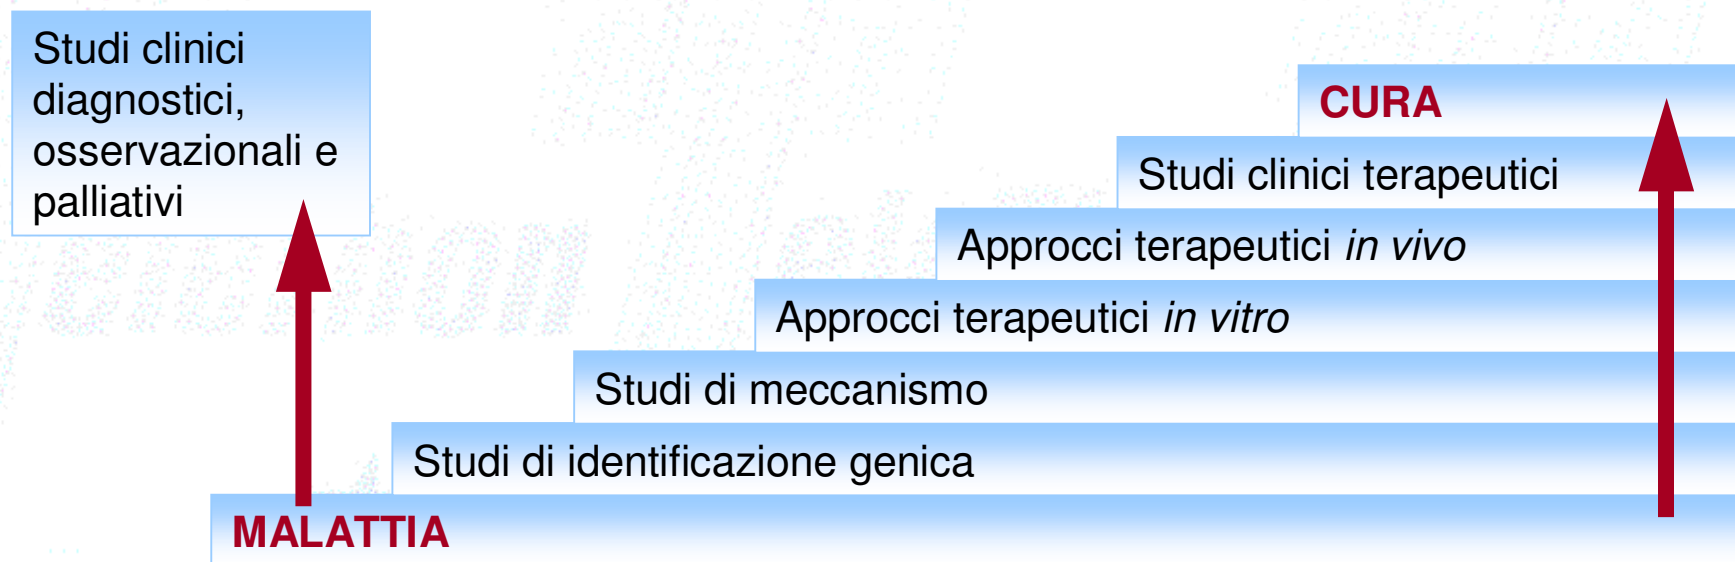 Studi clinici
diagnostici,
osservazionali e
palliativi
CURA
Studi clinici terapeutici
Approcci terapeutici in vivo
Approcci terapeutici in vitro
Studi di meccanismo
Studi di identificazione genica
MALATTIA